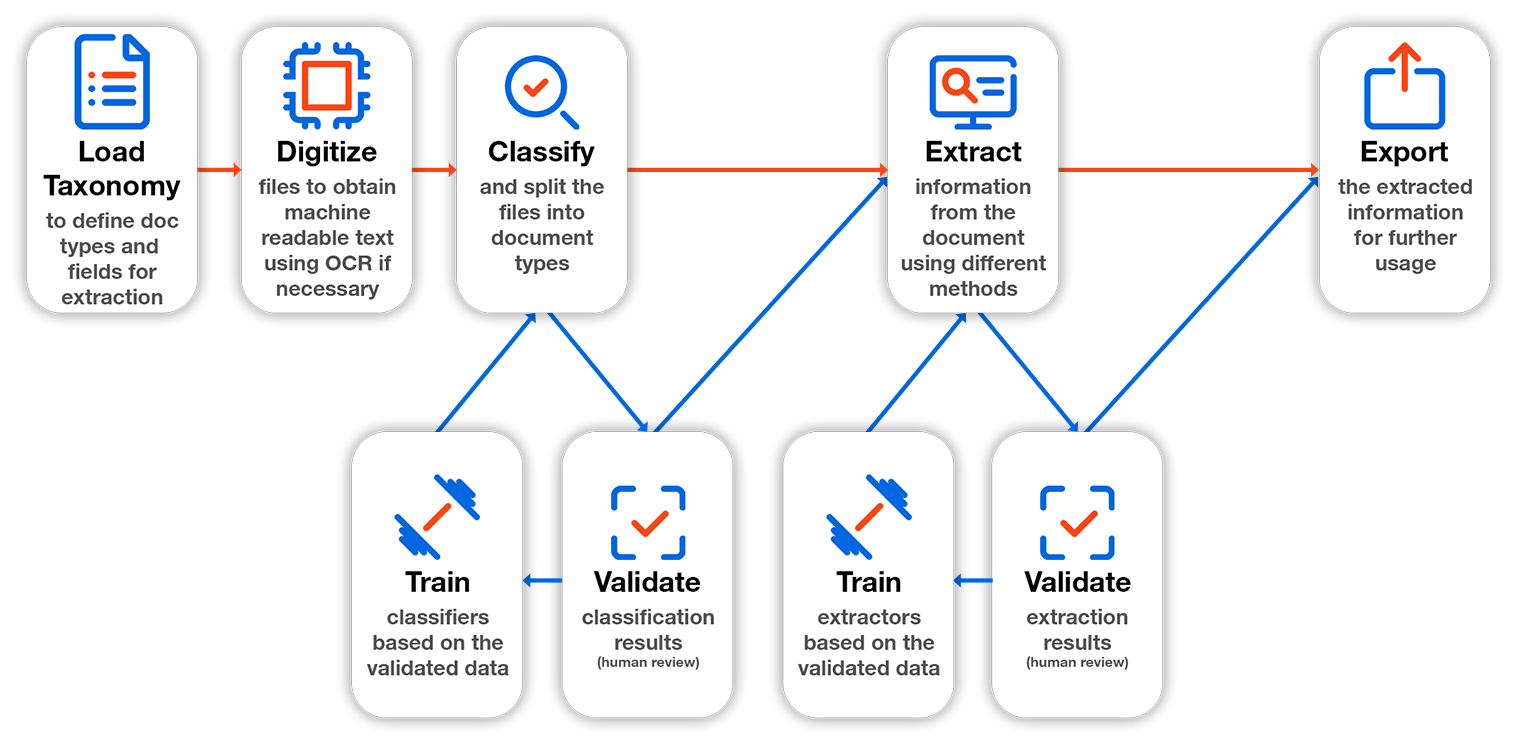 Load
Taxonomy
to define doc
types and
fields for
extraction
Digitize
files to obtain
machine
readable text
using OCR if
necessary
Classify
and split the
files into
document
types
Extract
information
from the
document
using different
methods
Export
the extracted
information
for further
usage
Train
classifiers
based on the
validated data
Validate
classification
results
(human review)
Train
extractors
based on the
validated data
Validate
extraction
results
(human review)